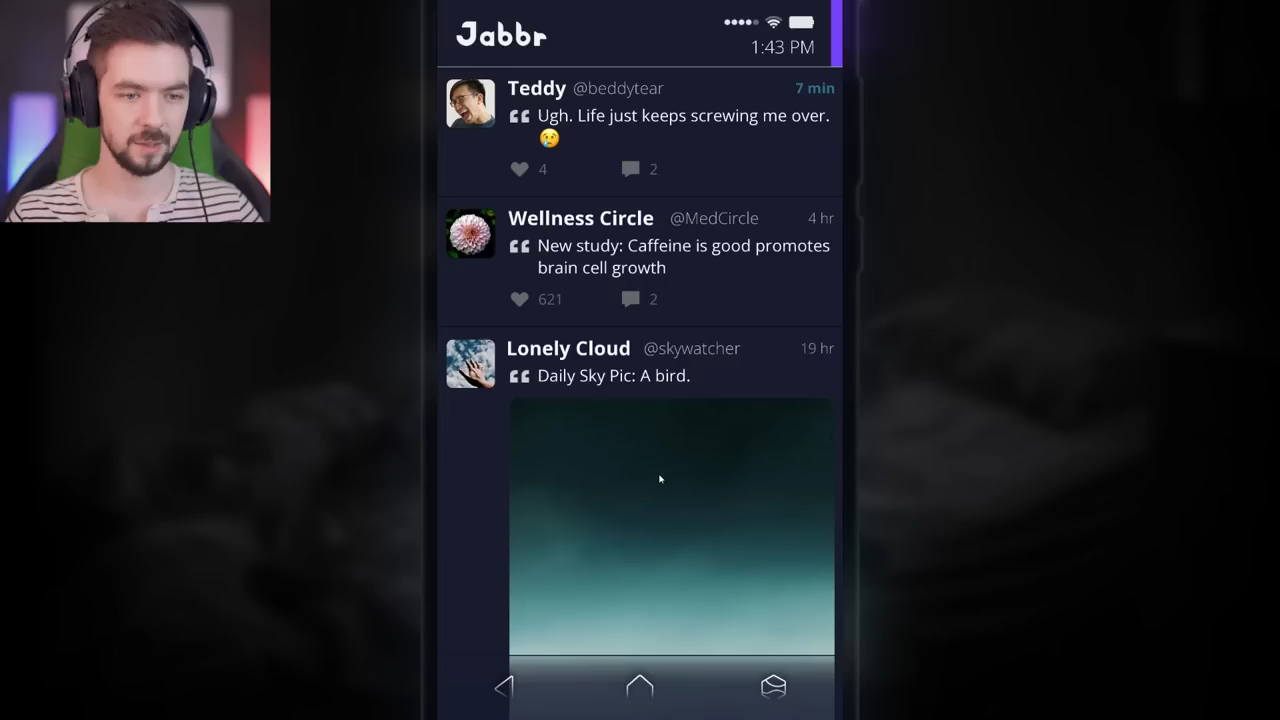 Jabbr
1:43 PM
Teddy @beddytear 7 min
Ugh. Life just keeps screwing me over.
😢
4 2
Wellness Circle @MedCircle 4 hr
New study: Caffeine is good promotes
brain cell growth
621 2
Lonely Cloud @skywatcher 19 hr
Daily Sky Pic: A bird.